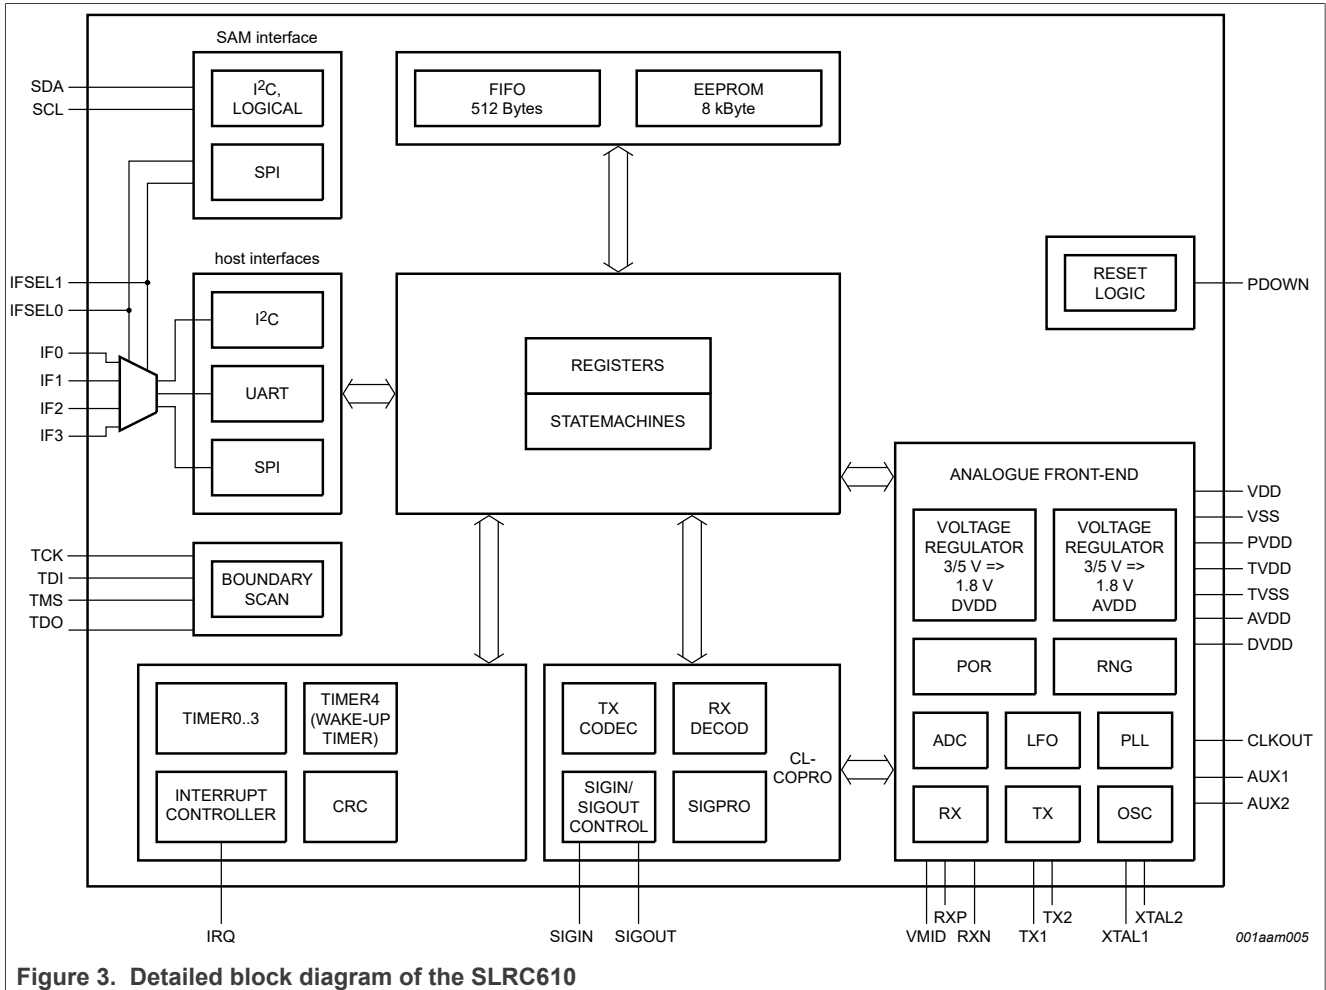 SAM interface
SDA
SCL
I²C,
LOGICAL
SPI
FIFO
512 Bytes
EEPROM
8 kByte
host interfaces
IFSEL1
IFSEL0
IF0
IF1
IF2
IF3
I²C
UART
SPI
REGISTERS
STATEMACHINES
RESET
LOGIC
PDOWN
TCK
TDI
TMS
TDO
BOUNDARY
SCAN
ANALOGUE FRONT-END
VOLTAGE
REGULATOR
3/5 V =>
1.8 V
DVDD
VOLTAGE
REGULATOR
3/5 V =>
1.8 V
AVDD
POR
RNG
ADC
LFO
PLL
RX
TX
OSC
VDD
VSS
PVDD
TVDD
TVSS
AVDD
DVDD
CLKOUT
AUX1
AUX2
TIMER0..3
TIMER4
(WAKE-UP
TIMER)
INTERRUPT
CONTROLLER
CRC
TX
CODEC
RX
DECOD
SIGIN/
SIGOUT
CONTROL
SIGPRO
CL-
COPRO
IRQ
SIGIN
SIGOUT
VMID
RXP
RXN
TX1
TX2
XTAL1
XTAL2
001aam005
Figure 3. Detailed block diagram of the SLRC610